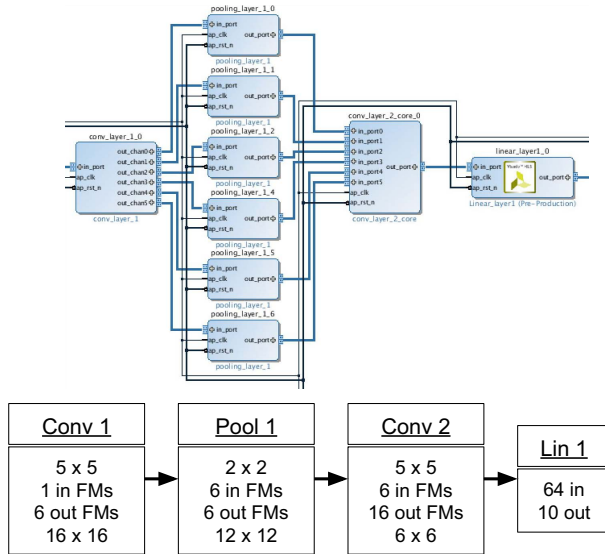 pooling_layer_1_0
in_port
ap_clk
out_port
ap_rst_n
pooling_layer_1
pooling_layer_1_1
in_port
ap_clk
out_port
ap_rst_n
pooling_layer_1
conv_layer_1_0
in_port
ap_clk
ap_rst_n
out_chan0
out_chan1
out_chan2
out_chan3
out_chan4
out_chan5
conv_layer_1
pooling_layer_1_2
in_port
ap_clk
out_port
ap_rst_n
pooling_layer_1
pooling_layer_1_4
in_port
ap_clk
out_port
ap_rst_n
pooling_layer_1
pooling_layer_1_5
in_port
ap_clk
out_port
ap_rst_n
pooling_layer_1
pooling_layer_1_6
in_port
ap_clk
out_port
ap_rst_n
pooling_layer_1
conv_layer_2_core_0
in_port0
in_port1
in_port2
in_port3
in_port4
in_port5
ap_clk
ap_rst_n
out_port
conv_layer_2_core
linear_layer1_0
in_port
ap_clk
ap_rst_n
out_port
Linear_layer1 (Pre-Production)
Conv 1
5 x 5
1 in FMs
6 out FMs
16 x 16
Pool 1
2 x 2
6 in FMs
6 out FMs
12 x 12
Conv 2
5 x 5
6 in FMs
16 out FMs
6 x 6
Lin 1
64 in
10 out